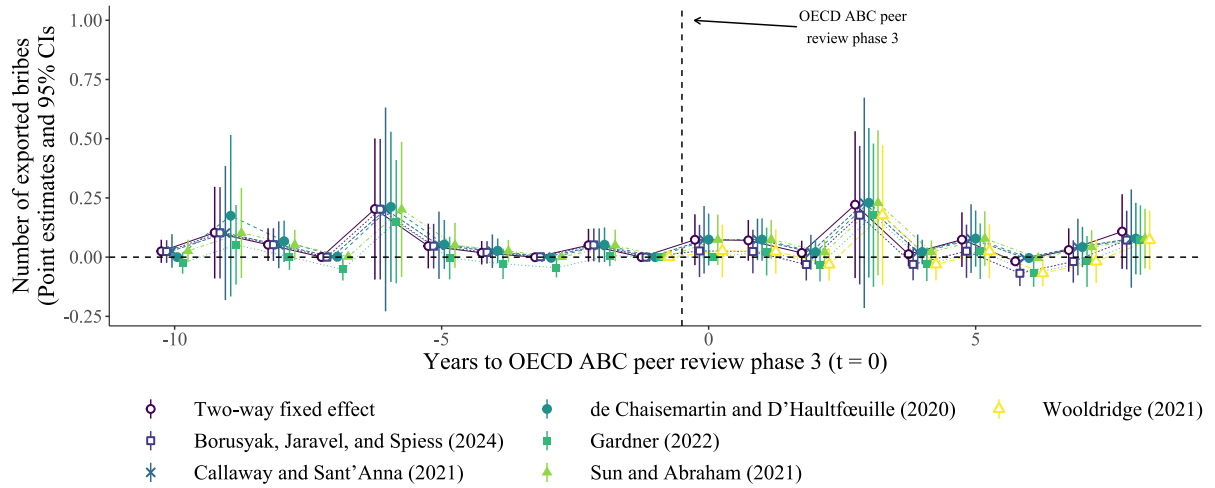 Number of exported bribes
(Point estimates and 95% CIs)
1.00
0.75
0.50
0.25
0.00
-0.25
OECD ABC peer
review phase 3
-10
-5
0
5
Years to OECD ABC peer review phase 3 (t = 0)
Two-way fixed effect
Borusyak, Jaravel, and Spiess (2024)
Callaway and Sant'Anna (2021)
de Chaisemartin and D'Haultfœuille (2020)
Gardner (2022)
Sun and Abraham (2021)
Wooldridge (2021)